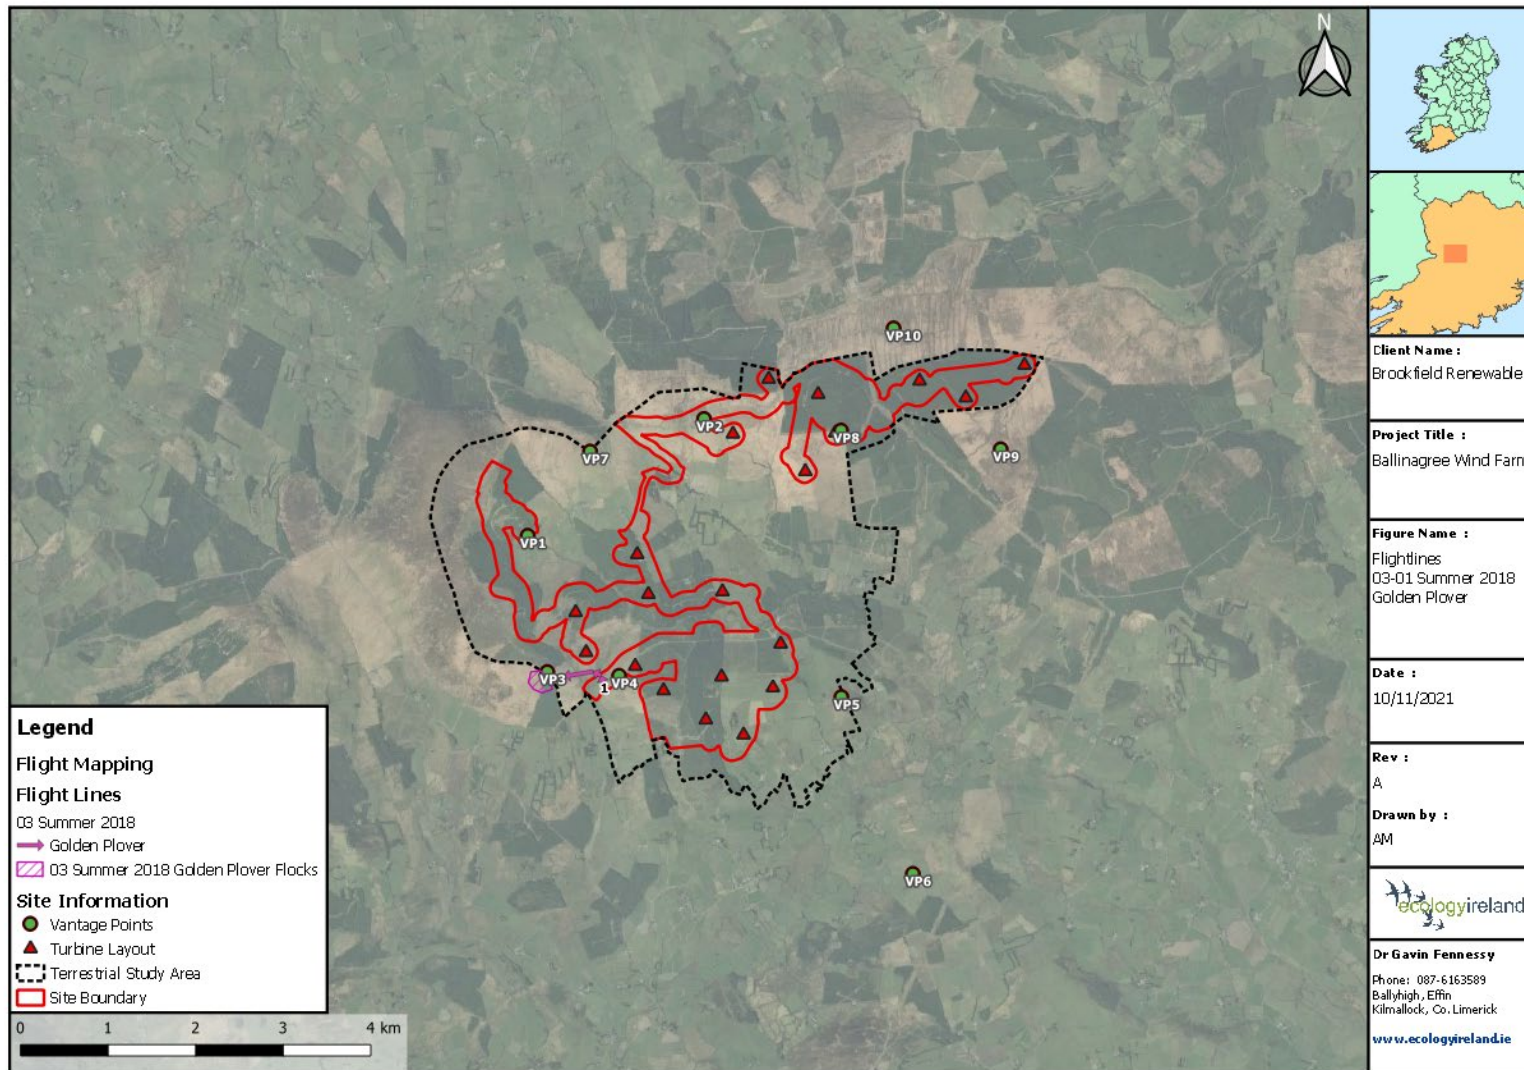 N
VP10
VP2
VP8
VP7
VP9
VP1
VP3
VP4
1
VP5
VP6
Legend
Flight Mapping
Flight Lines
03 Summer 2018
Golden Plover
03 Summer 2018 Golden Plover Flocks
Site Information
Vantage Points
Turbine Layout
Terrestrial Study Area
Site Boundary
0 1 2 3 4 km
Client Name :
Brookfield Renewable
Project Title :
Ballinagree Wind Farm
Figure Name :
Flightlines
03-01 Summer 2018
Golden Plover
Date :
10/11/2021
Rev :
A
Drawn by :
AM
ecologyireland
Dr Gavin Fennessy
Phone: 087-6163589
Ballyhigh, Effin
Kilmallock, Co. Limerick
www.ecologyireland.ie